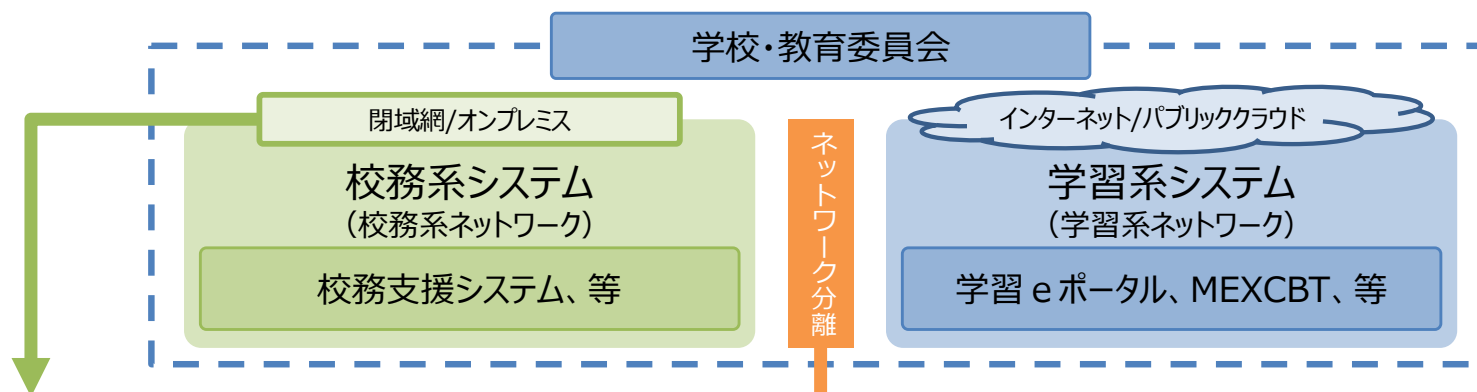 学校・教育委員会
閉域網/オンプレミス
校務系システム
(校務系ネットワーク)
校務支援システム、等
ネットワーク分離
インターネット/パブリッククラウド
学習系システム
(学習系ネットワーク)
学習eポータル、MEXCBT、等